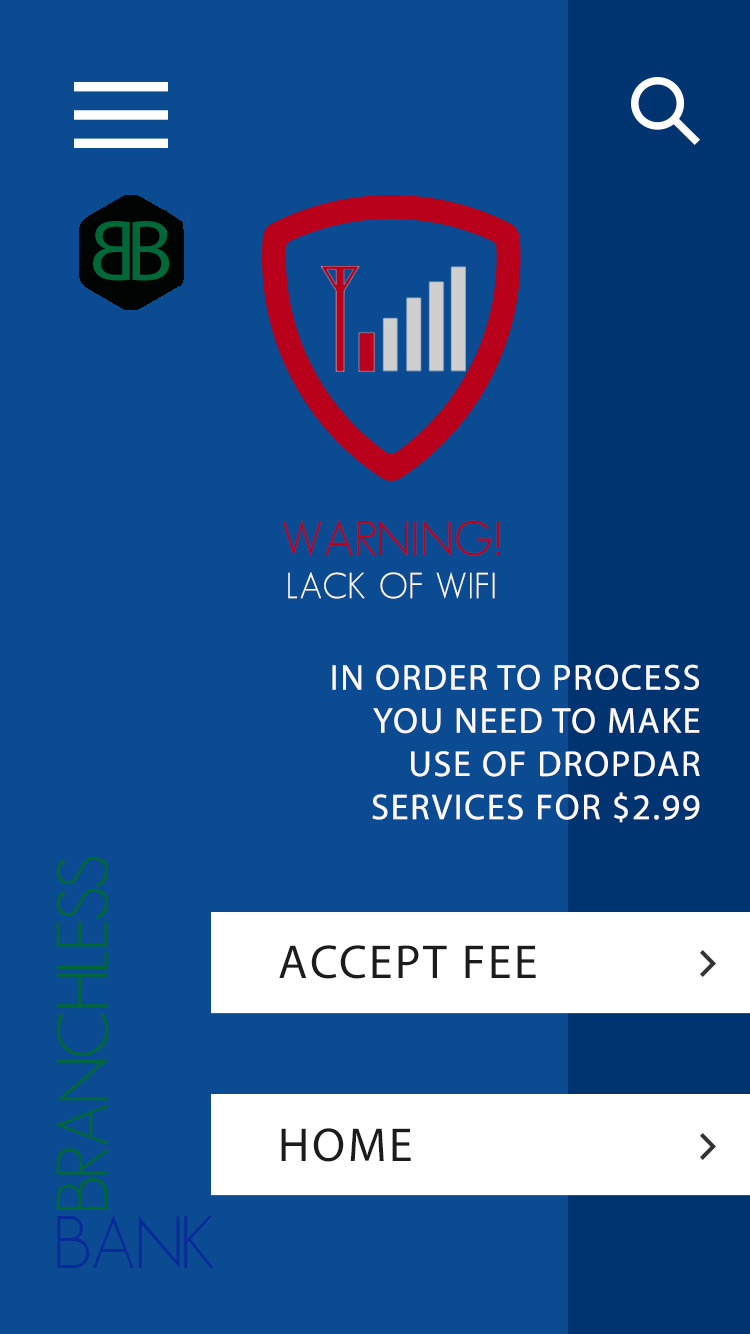 BB
WARNING!
LACK OF WIFI
IN ORDER TO PROCESS
YOU NEED TO MAKE
USE OF DROPDAR
SERVICES FOR $2.99
ACCEPT FEE
HOME
BRANCHLESS
BANK